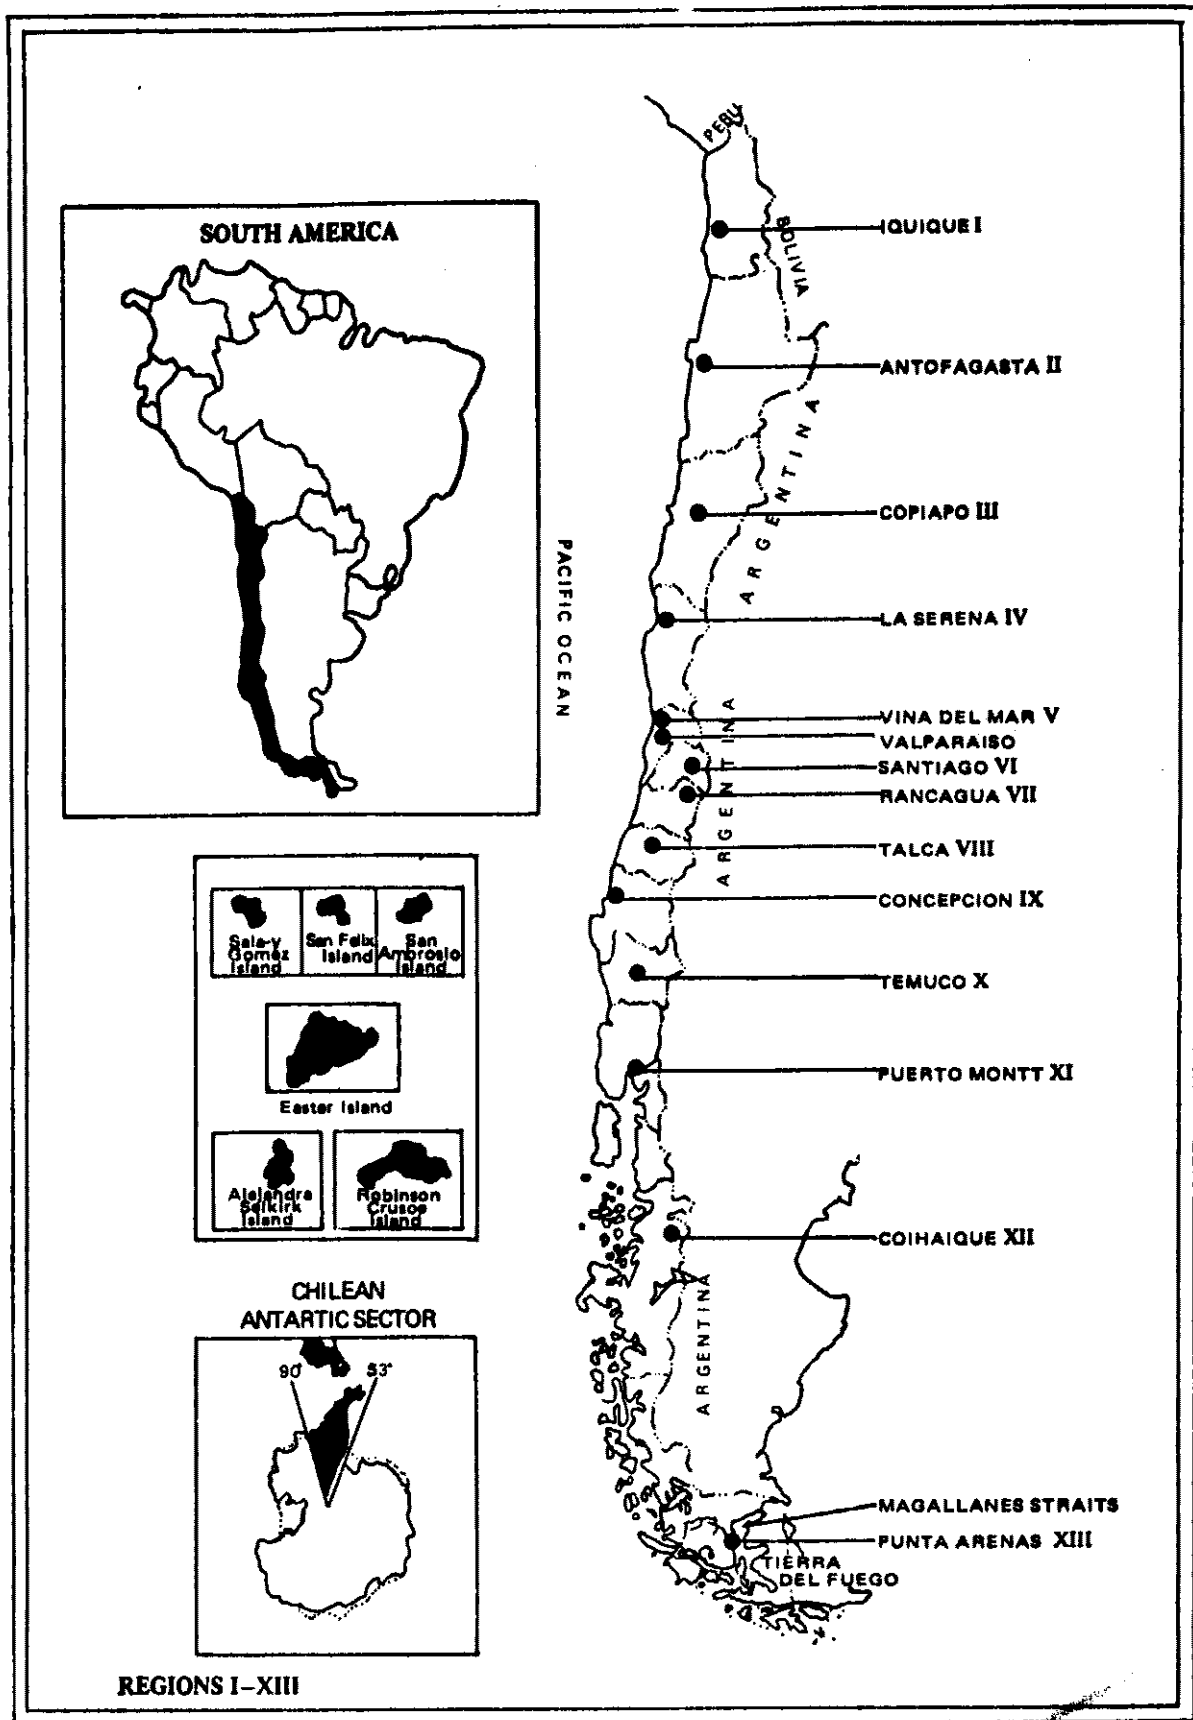 SOUTH AMERICA
PERU
BOLIVIA
IQUIQUE I
ANTOFAGASTA II
ARGENTINA
COPIAPO III
LA SERENA IV
PACIFIC OCEAN
VINA DEL MAR V
VALPARAISO
SANTIAGO VI
RANCAGUA VII
ARGENTINA
TALCA VIII
CONCEPCION IX
TEMUCO X
PUERTO MONTT XI
COIHAIQUE XII
ARGENTINA
MAGALLANES STRAITS
PUNTA ARENAS XIII
TIERRA
DEL FUEGO
Sala-y
Gomez
Island
San Felix
Island
San
Ambrosio
Island
Easter Island
Alejandra
Selkirk
Island
Robinson
Crusoe
Island
CHILEAN
ANTARTIC SECTOR
90°
53°
REGIONS I-XIII